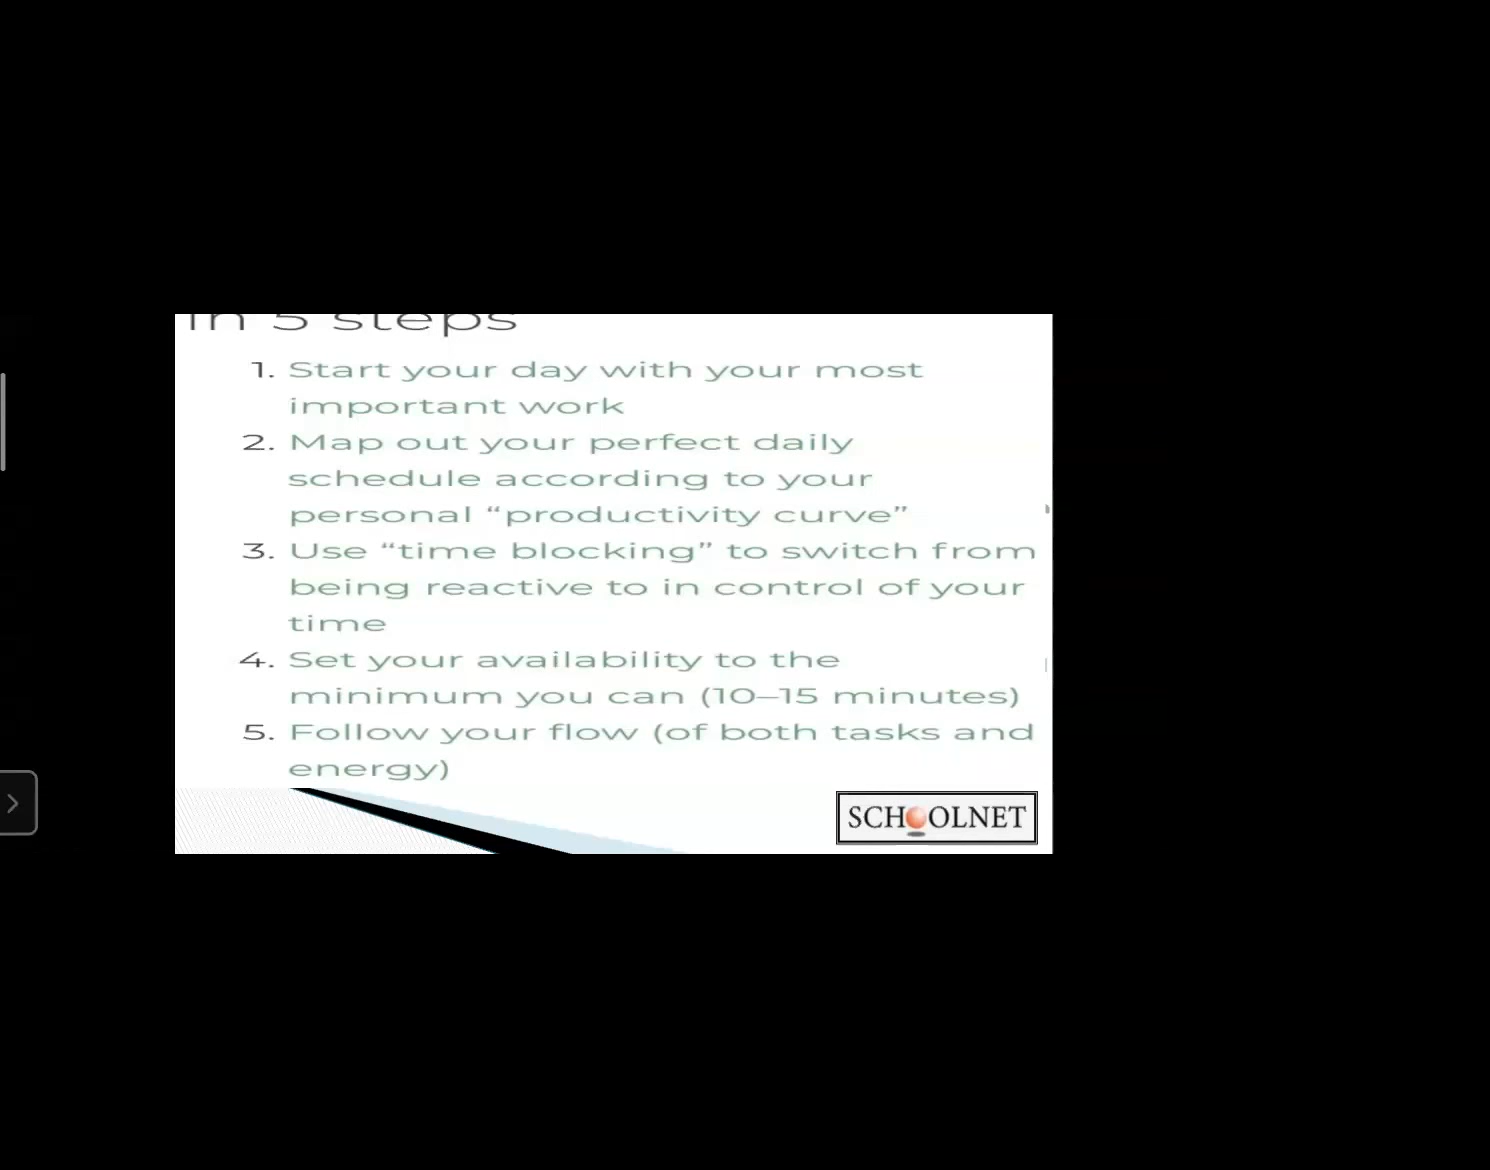 in 5 steps
1. Start your day with your most
important work
2. Map out your perfect daily
schedule according to your
personal “productivity curve”
3. Use “time blocking” to switch from
being reactive to in control of your
time
4. Set your availability to the
minimum you can (10–15 minutes)
5. Follow your flow (of both tasks and
energy)
SCHOOLNET